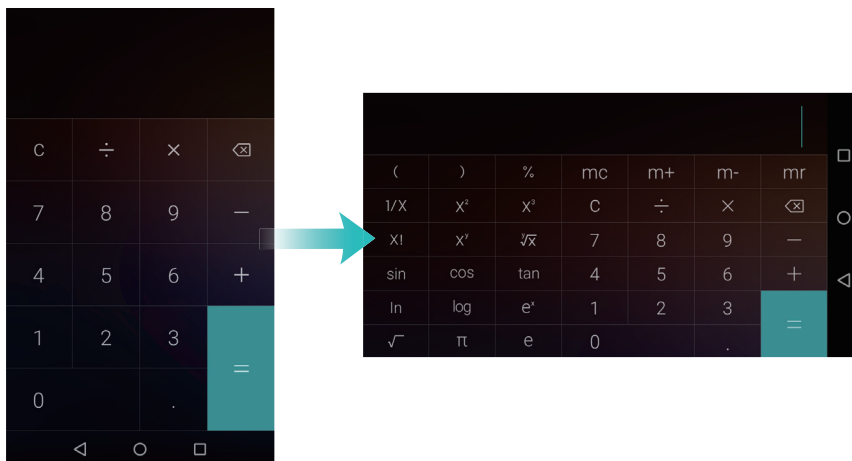 C ÷ ×
7 8 9 −
4 5 6 +
1 2 3
=
0 .
( ) % mc m+ m- mr
1/X X² X³ C ÷ ×
X! Xʸ ʸ√X 7 8 9 −
sin cos tan 4 5 6 +
ln log eˣ 1 2 3
=
√ π e 0 .